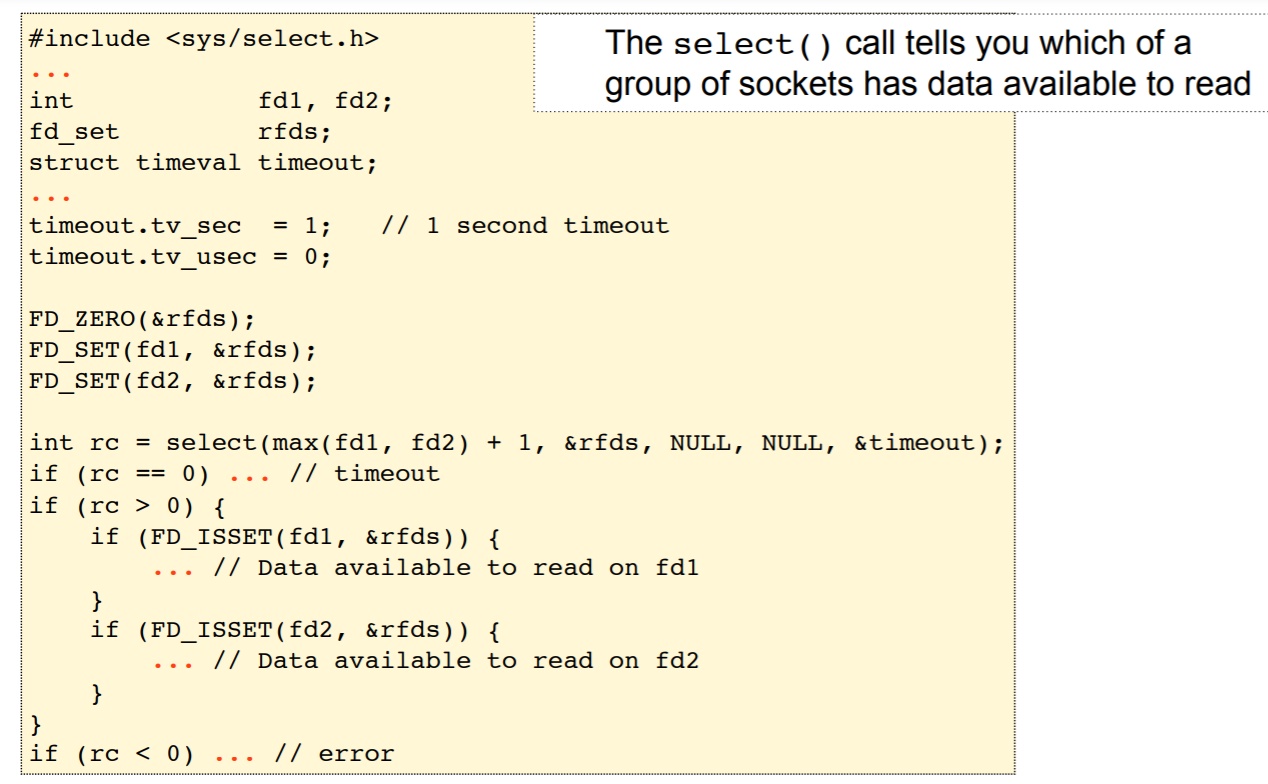 #include <sys/select.h>
The select() call tells you which of a
group of sockets has data available to read
...
int            fd1, fd2;
fd_set         rfds;
struct timeval timeout;
...
timeout.tv_sec  = 1;   // 1 second timeout
timeout.tv_usec = 0;

FD_ZERO(&rfds);
FD_SET(fd1, &rfds);
FD_SET(fd2, &rfds);

int rc = select(max(fd1, fd2) + 1, &rfds, NULL, NULL, &timeout);
if (rc == 0) ... // timeout
if (rc > 0) {
    if (FD_ISSET(fd1, &rfds)) {
        ... // Data available to read on fd1
    }
    if (FD_ISSET(fd2, &rfds)) {
        ... // Data available to read on fd2
    }
}
if (rc < 0) ... // error